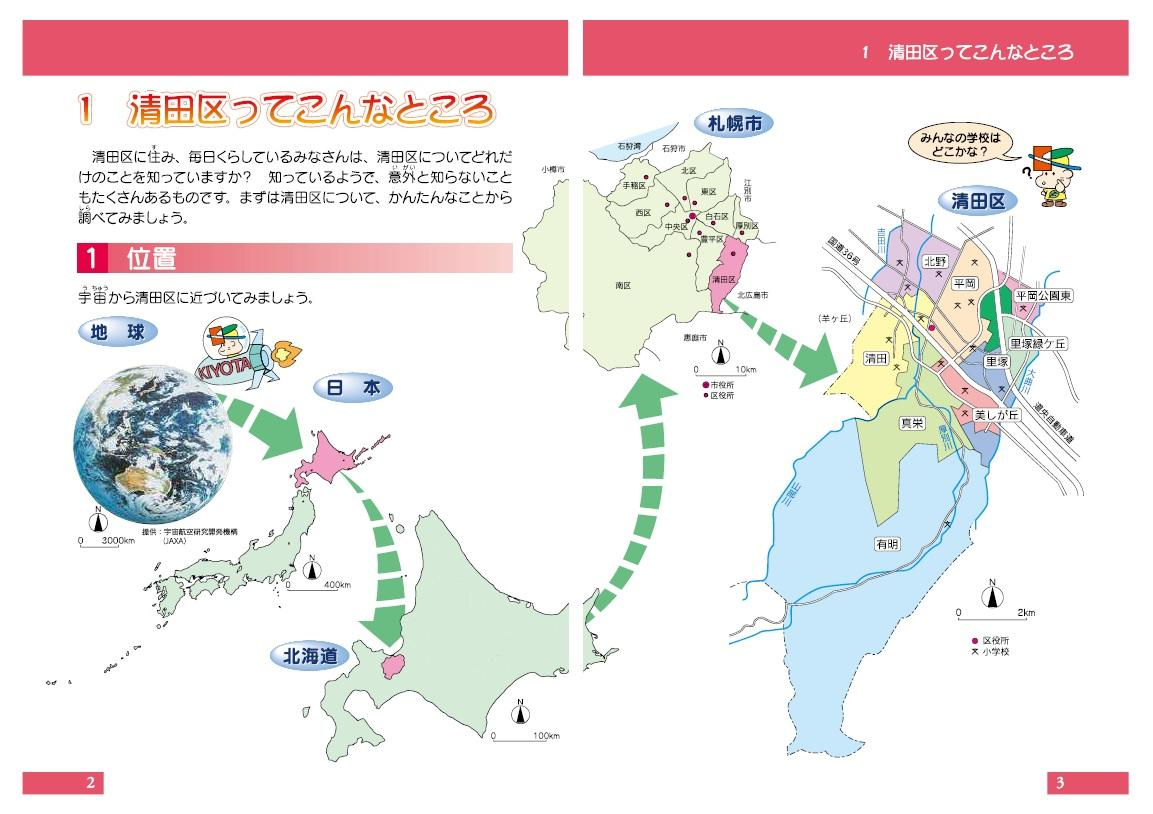 1 清田区ってこんなところ
1 清田区ってこんなところ
清田区に住み、毎日くらしているみなさんは、清田区についてどれだ
けのことを知っていますか? 知っているようで、意外と知らないこと
もたくさんあるものです。まずは清田区について、かんたんなことから
調べてみましょう。
1 位置
宇宙から清田区に近づいてみましょう。
地 球
KIYOTA
日 本
N
0 3000km
提供:宇宙航空研究開発機構
(JAXA)
N
0 400km
北海道
N
0 100km
2
札幌市
石狩湾
石狩市
小樽市
手稲区
北区
東区
江別市
西区
中央区
白石区
厚別区
豊平区
南区
清田区
北広島市
恵庭市
N
0 10km
市役所
区役所
みんなの学校は
どこかな?
?
清田区
吉田川
国道36号
北野
平岡
平岡公園東
(羊ヶ丘)
清田
里塚緑ケ丘
里塚
大曲川
美しが丘
道央自動車道
真栄
厚別川
山部川
有明
N
0 2km
区役所
小学校
3